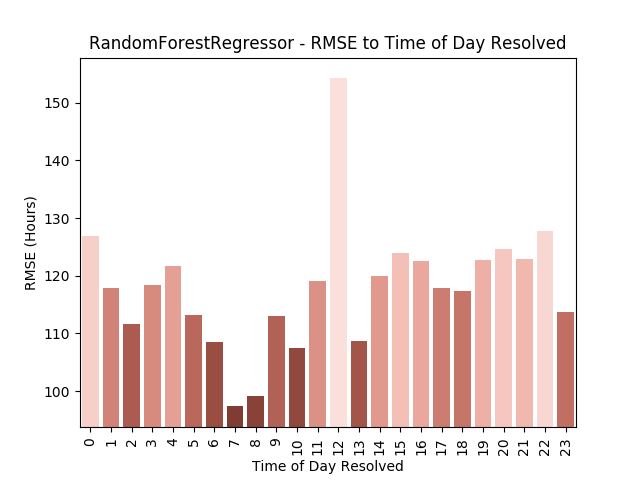 RandomForestRegressor - RMSE to Time of Day Resolved
150
140
130
120
110
100
RMSE (Hours)
0 1 2 3 4 5 6 7 8 9 10 11 12 13 14 15 16 17 18 19 20 21 22 23
Time of Day Resolved